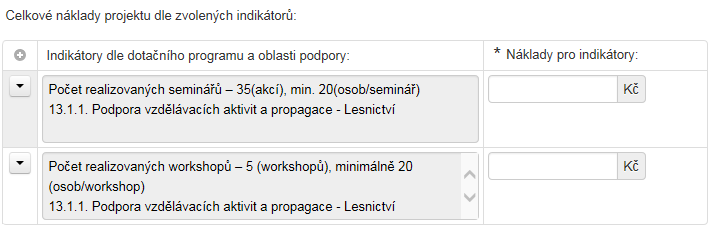 Celkové náklady projektu dle zvolených indikátorů:
Indikátory dle dotačního programu a oblasti podpory:
* Náklady pro indikátory:
Počet realizovaných seminářů – 35(akcí), min. 20(osob/seminář)
13.1.1. Podpora vzdělávacích aktivit a propagace - Lesnictví
Kč
Počet realizovaných workshopů – 5 (workshopů), minimálně 20
(osob/workshop)
13.1.1. Podpora vzdělávacích aktivit a propagace - Lesnictví
Kč